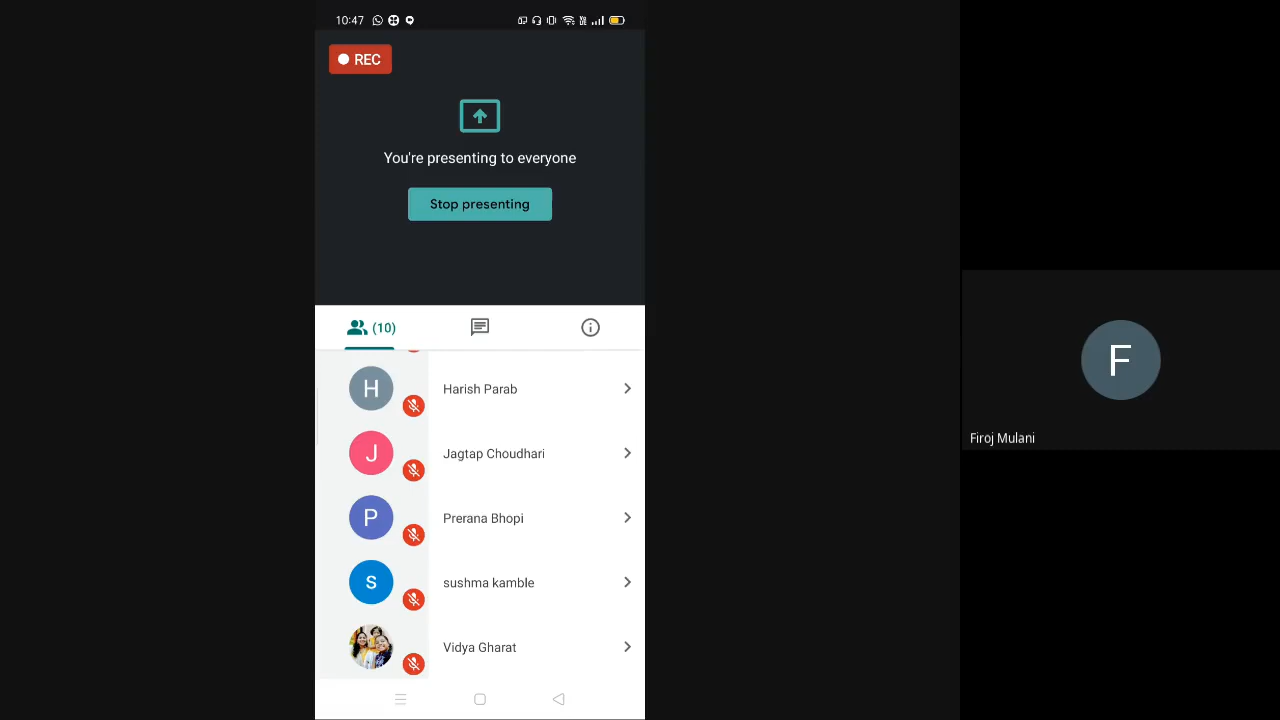 10:47
REC
You're presenting to everyone
Stop presenting
(10)
H Harish Parab
J Jagtap Choudhari
P Prerana Bhopi
s sushma kamble
Vidya Gharat
F
Firoj Mulani